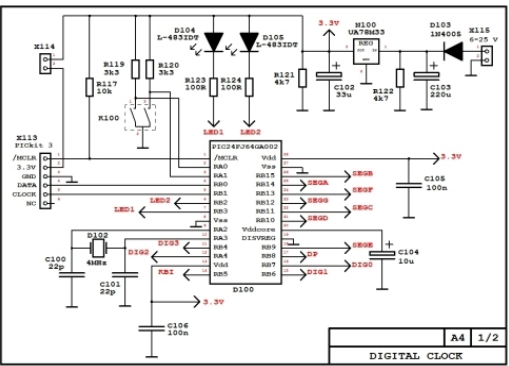 X114
R119
3k3
R120
3k3
R117
10k
R100
D104
L-483IDT
D105
L-483IDT
R123
100R
R124
100R
LED1
LED2
3.3V
N100
UA78M33
REG
D103
1N4005
X115
6-25 V
R121
4k7
C102
33u
R122
4k7
C103
220u
X113
PICkit 3
/MCLR
3.3V
GND
DATA
CLOCK
NC
PIC24FJ64GA002
/MCLR
RA0
RA1
RB0
RB1
RB2
RB3
Vss
RA2
RA3
RB4
RA4
Vdd
RB5
Vdd
Vss
RB15
RB14
RB13
RB12
RB11
RB10
Vddcore
DISVREG
RB9
RB8
RB7
RB6
D100
LED2
LED1
DIG3
DIG2
RBI
3.3V
SEGB
SEGA
SEGF
SEGG
SEGC
SEGD
SEGE
DP
DIG0
DIG1
3.3V
C105
100n
C104
10u
D102
4MHz
C100
22p
C101
22p
C106
100n
A4 1/2
DIGITAL CLOCK